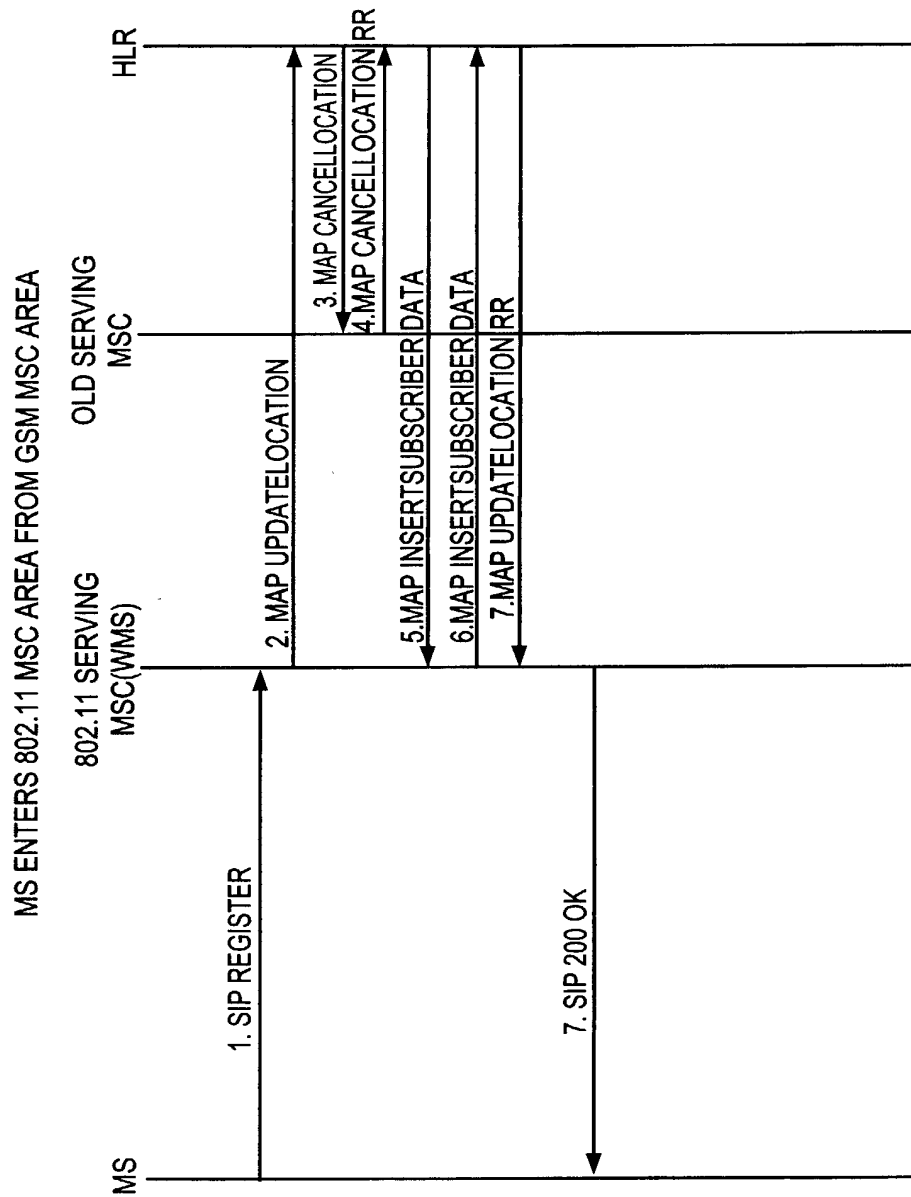 MS ENTERS 802.11 MSC AREA FROM GSM MSC AREA
MS
802.11 SERVING
MSC(WMS)
OLD SERVING
MSC
HLR
1. SIP REGISTER
2. MAP UPDATELOCATION
3. MAP CANCELLOCATION
4.MAP CANCELLOCATION RR
5.MAP INSERTSUBSCRIBER DATA
6.MAP INSERTSUBSCRIBER DATA
7.MAP UPDATELOCATION RR
7. SIP 200 OK